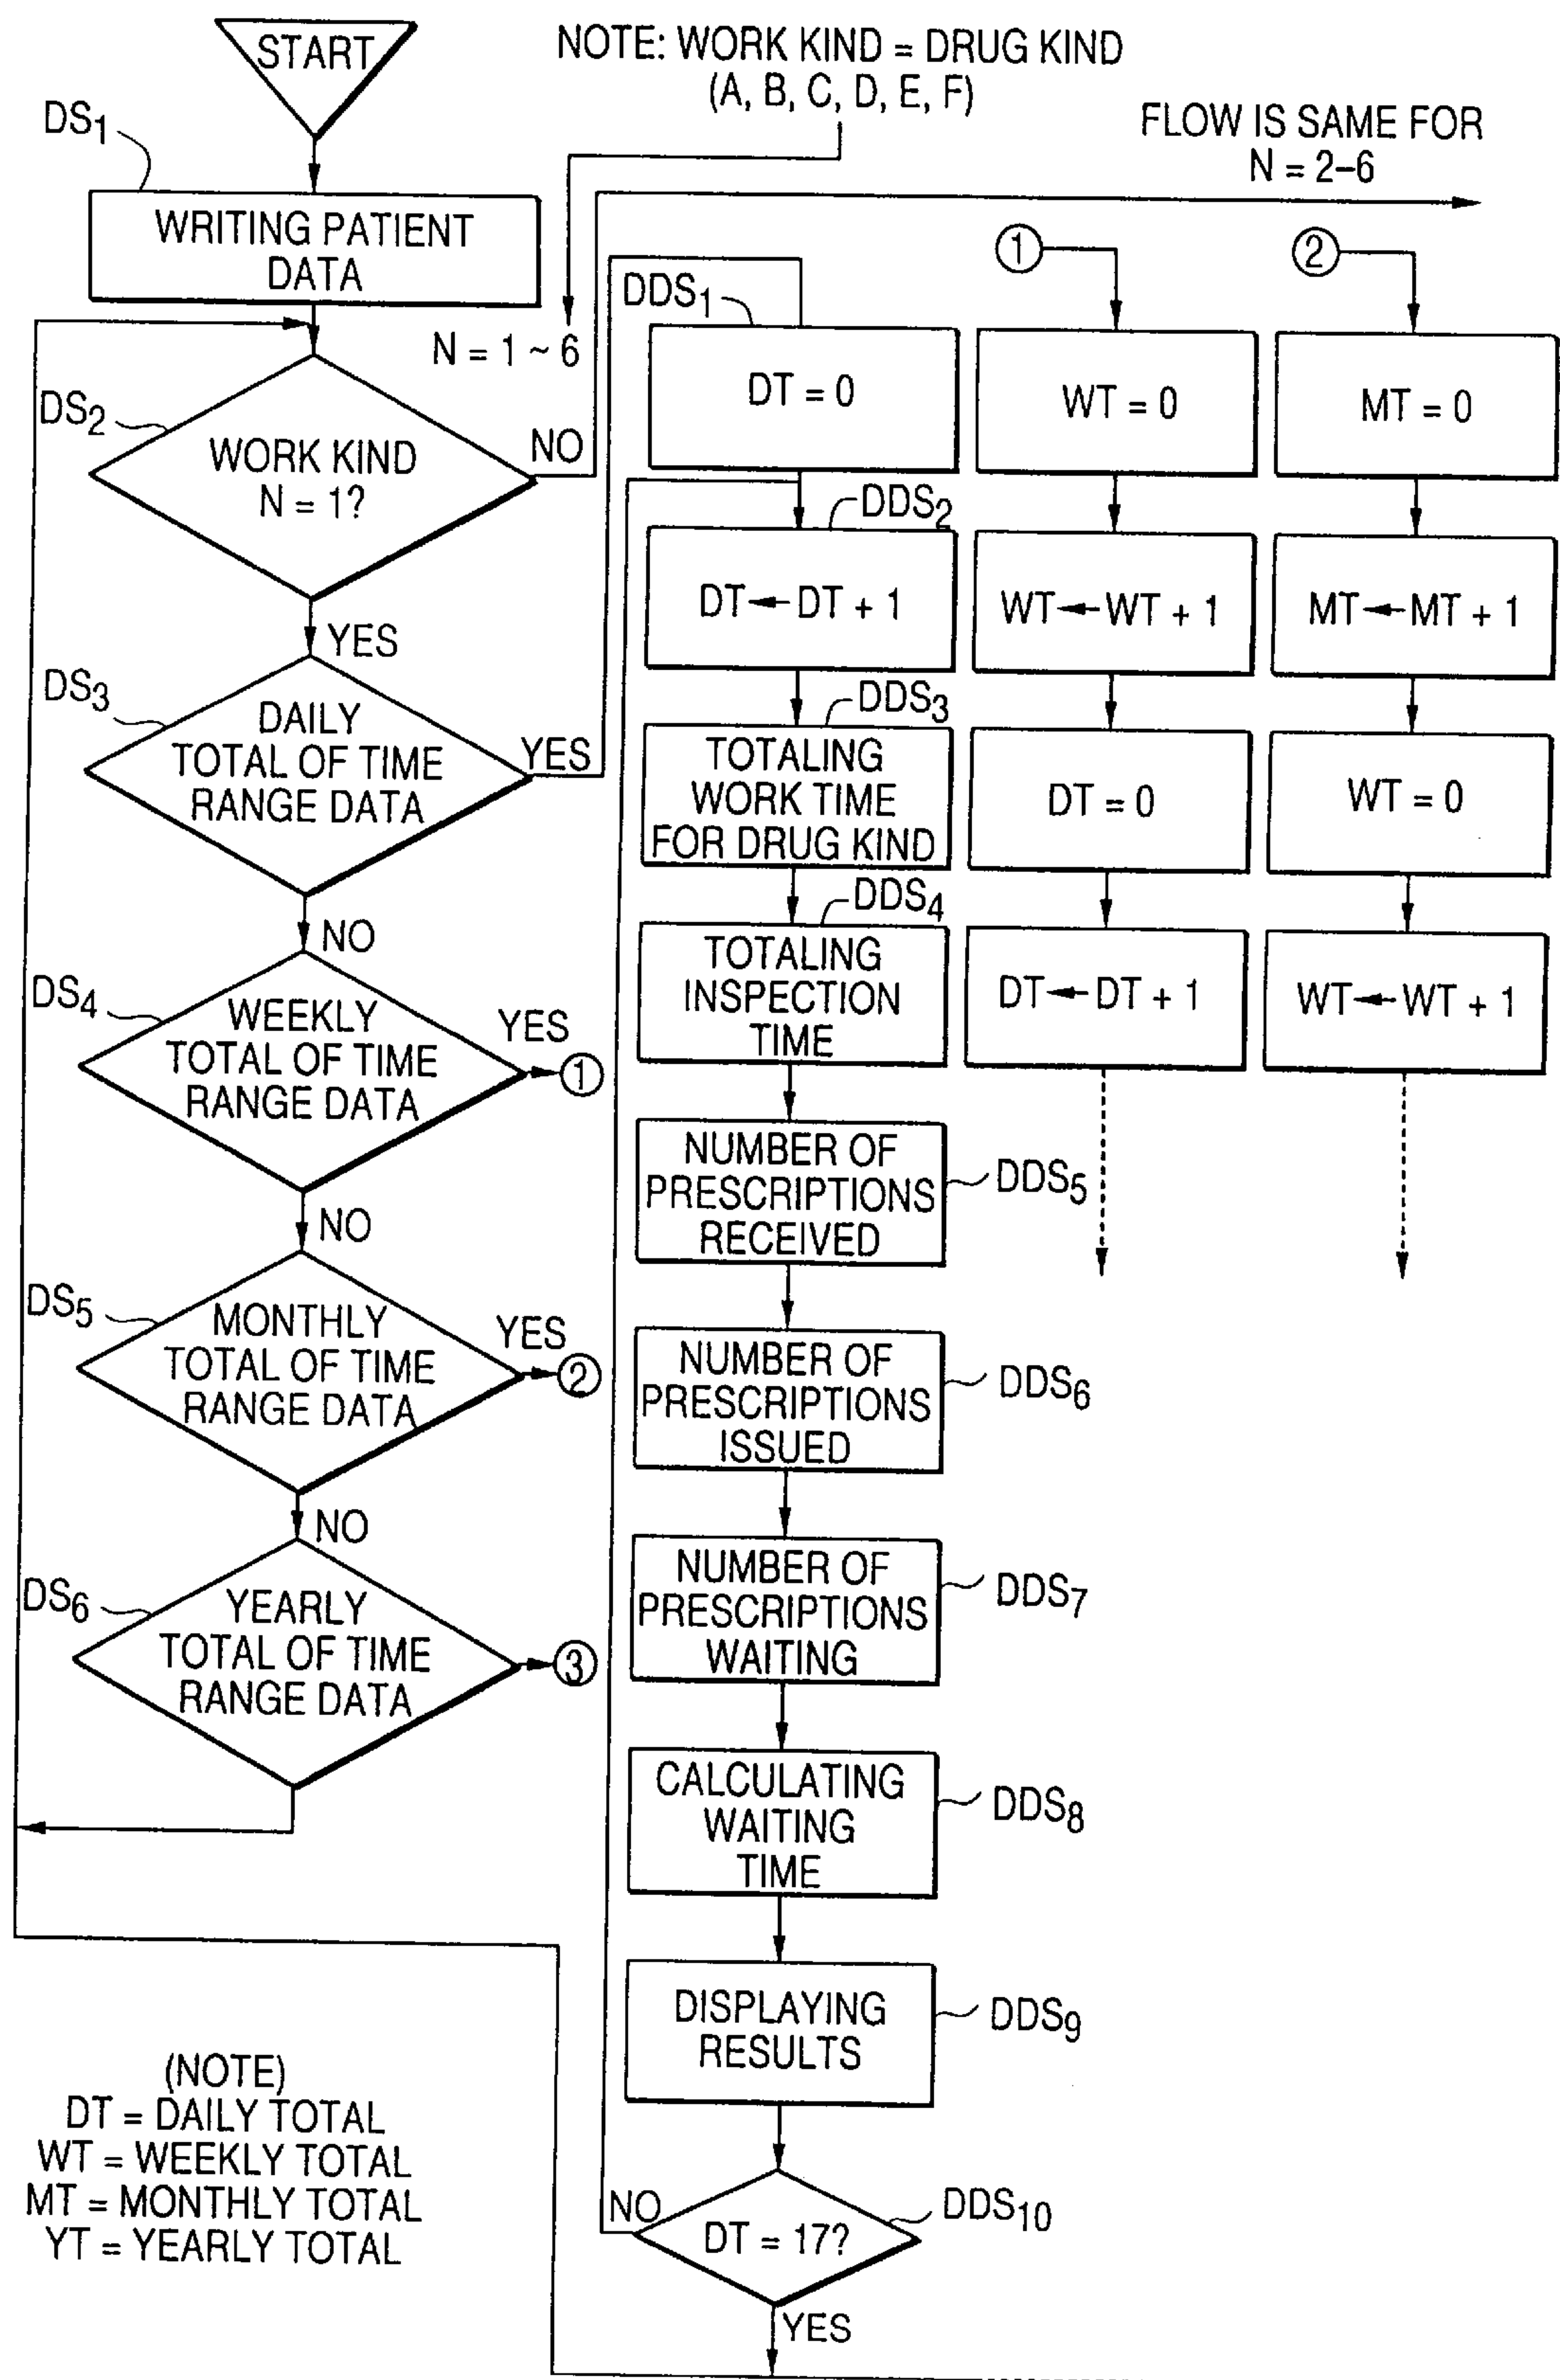 START
NOTE: WORK KIND = DRUG KIND
(A, B, C, D, E, F)
FLOW IS SAME FOR
N = 2–6
DS1
WRITING PATIENT
DATA
N = 1 ~ 6
DS2
WORK KIND
N = 1?
NO
YES
DS3
DAILY
TOTAL OF TIME
RANGE DATA
YES
NO
DS4
WEEKLY
TOTAL OF TIME
RANGE DATA
YES
1
NO
DS5
MONTHLY
TOTAL OF TIME
RANGE DATA
YES
2
NO
DS6
YEARLY
TOTAL OF TIME
RANGE DATA
3
DDS1
DT = 0
DDS2
DT←DT + 1
DDS3
TOTALING
WORK TIME
FOR DRUG KIND
DDS4
TOTALING
INSPECTION
TIME
NUMBER OF
PRESCRIPTIONS
RECEIVED
DDS5
NUMBER OF
PRESCRIPTIONS
ISSUED
DDS6
NUMBER OF
PRESCRIPTIONS
WAITING
DDS7
CALCULATING
WAITING
TIME
DDS8
DISPLAYING
RESULTS
DDS9
NO
DT = 17?
DDS10
YES
1
WT = 0
WT←WT + 1
DT = 0
DT←DT + 1
2
MT = 0
MT←MT + 1
WT = 0
WT←WT + 1
(NOTE)
DT = DAILY TOTAL
WT = WEEKLY TOTAL
MT = MONTHLY TOTAL
YT = YEARLY TOTAL